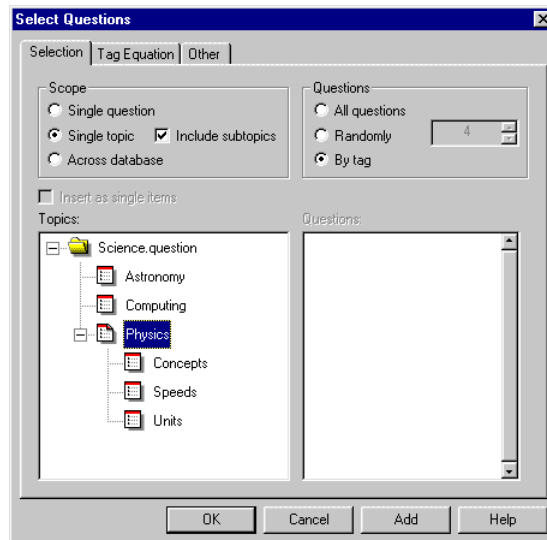 Select Questions
Selection Tag Equation Other
Scope
Single question
Single topic Include subtopics
Across database
Questions
All questions
Randomly 4
By tag
Insert as single items
Topics:
Science.question
Astronomy
Computing
Physics
Concepts
Speeds
Units
Questions:
OK Cancel Add Help